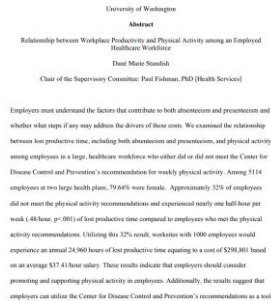 University of Washington
Abstract
Relationship between Workplace Productivity and Physical Activity among an Employed
Healthcare Workforce
Dané Marie Standish
Chair of the Supervisory Committee: Paul Fishman, PhD [Health Services]
Employers must understand the factors that contribute to both absenteeism and presenteeism and
whether what steps if any may address the drivers of these costs. We examined the relationship
between lost productive time, including both absenteeism and presenteeism, and physical activity
among employees in a large, healthcare workforce who either did or did not meet the Center for
Disease Control and Prevention's recommendation for weekly physical activity. Among 5114
employees at two large health plans, 79.64% were female. Approximately 32% of employees
did not meet the physical activity recommendations and experienced nearly one half-hour per
week (.48/hour, p<.001) of lost productive time compared to employees who met the physical
activity recommendations. Utilizing this 32% result, worksites with 1000 employees would
experience an annual 24,960 hours of lost productive time equating to a cost of $298,801 based
on an average $37.41/hour salary. These results indicate that employers should consider
promoting and supporting physical activity in employees. Additionally, the results suggest that
employers can utilize the Center for Disease Control and Prevention's recommendations as a tool